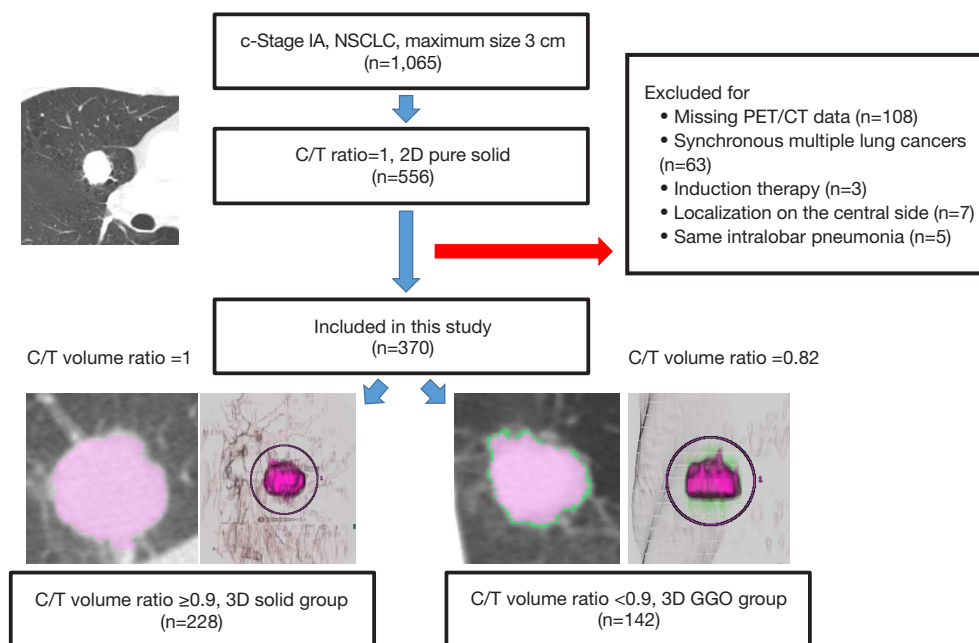 c-Stage IA, NSCLC, maximum size 3 cm
(n=1,065)
C/T ratio=1, 2D pure solid
(n=556)
Excluded for
• Missing PET/CT data (n=108)
• Synchronous multiple lung cancers
(n=63)
• Induction therapy (n=3)
• Localization on the central side (n=7)
• Same intralobar pneumonia (n=5)
Included in this study
(n=370)
C/T volume ratio =1
C/T volume ratio =0.82
C/T volume ratio ≥0.9, 3D solid group
(n=228)
C/T volume ratio <0.9, 3D GGO group
(n=142)